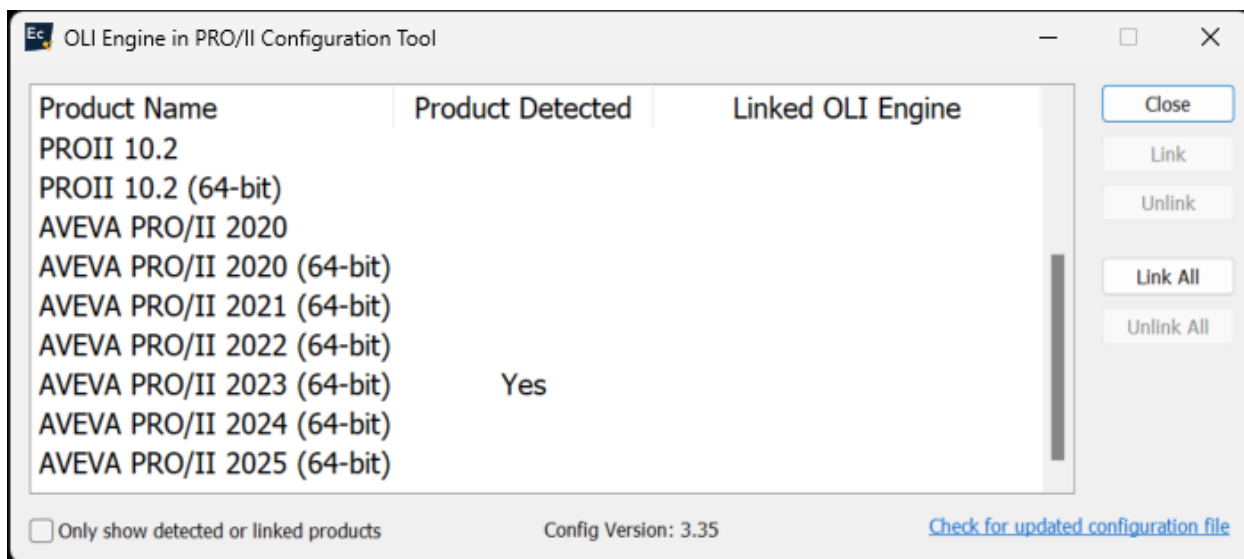 Ec OLI Engine in PRO/II Configuration Tool
Product Name Product Detected Linked OLI Engine
PROII 10.2
PROII 10.2 (64-bit)
AVEVA PRO/II 2020
AVEVA PRO/II 2020 (64-bit)
AVEVA PRO/II 2021 (64-bit)
AVEVA PRO/II 2022 (64-bit)
AVEVA PRO/II 2023 (64-bit) Yes
AVEVA PRO/II 2024 (64-bit)
AVEVA PRO/II 2025 (64-bit)
Close
Link
Unlink
Link All
Unlink All
Only show detected or linked products Config Version: 3.35 Check for updated configuration file